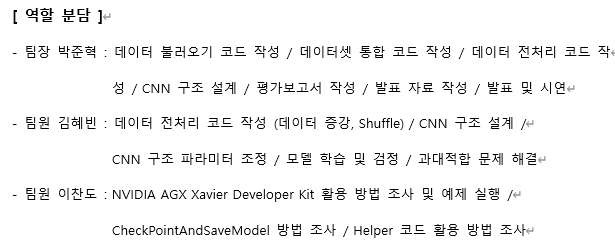 [ 역할 분담 ]
- 팀장 박준혁 : 데이터 불러오기 코드 작성 / 데이터셋 통합 코드 작성 / 데이터 전처리 코드 작
성 / CNN 구조 설계 / 평가보고서 작성 / 발표 자료 작성 / 발표 및 시연
- 팀원 김혜빈 : 데이터 전처리 코드 작성 (데이터 증강, Shuffle) / CNN 구조 설계 /
CNN 구조 파라미터 조정 / 모델 학습 및 검정 / 과대적합 문제 해결
- 팀원 이찬도 : NVIDIA AGX Xavier Developer Kit 활용 방법 조사 및 예제 실행 /
CheckPointAndSaveModel 방법 조사 / Helper 코드 활용 방법 조사